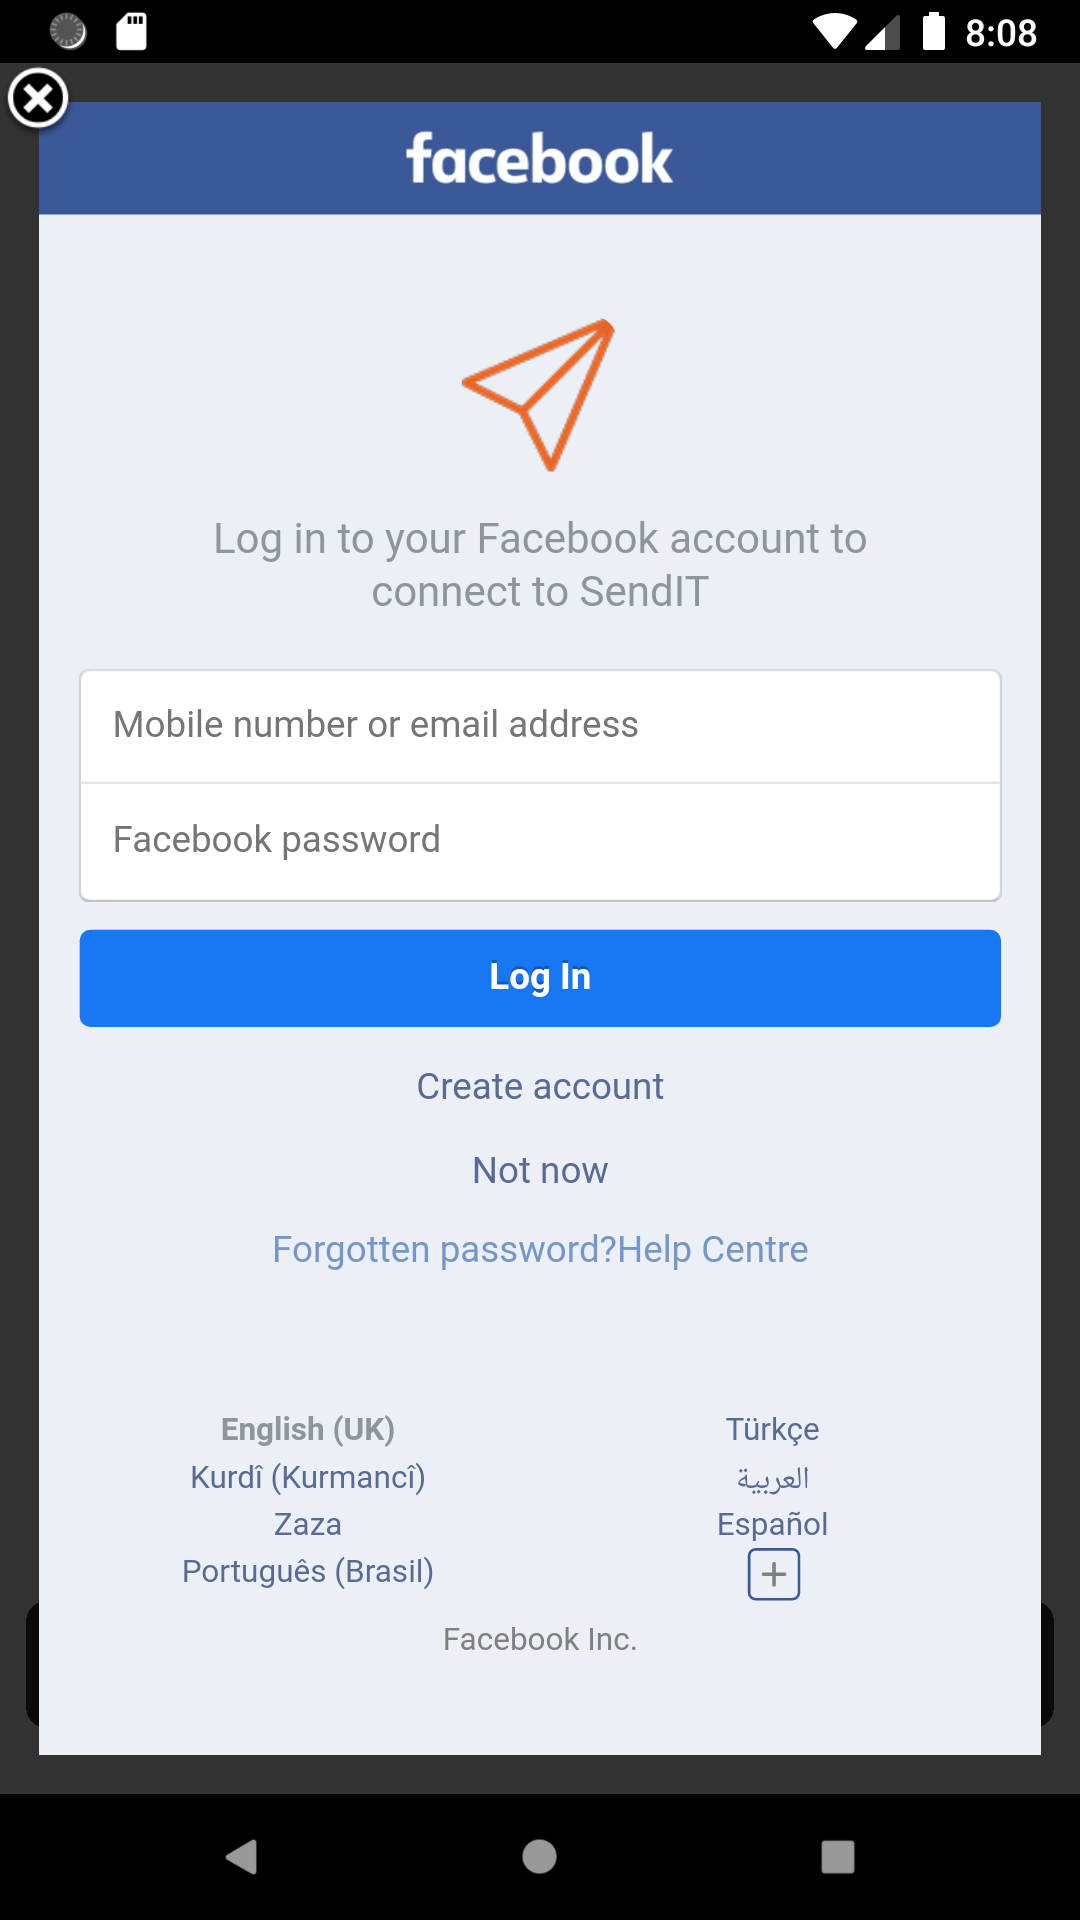 8:08
facebook
Log in to your Facebook account to
connect to SendIT
Mobile number or email address
Facebook password
Log In
Create account
Not now
Forgotten password?Help Centre
English (UK)
Türkçe
Kurdî (Kurmancî)
العربية
Zaza
Español
Português (Brasil)
Facebook Inc.